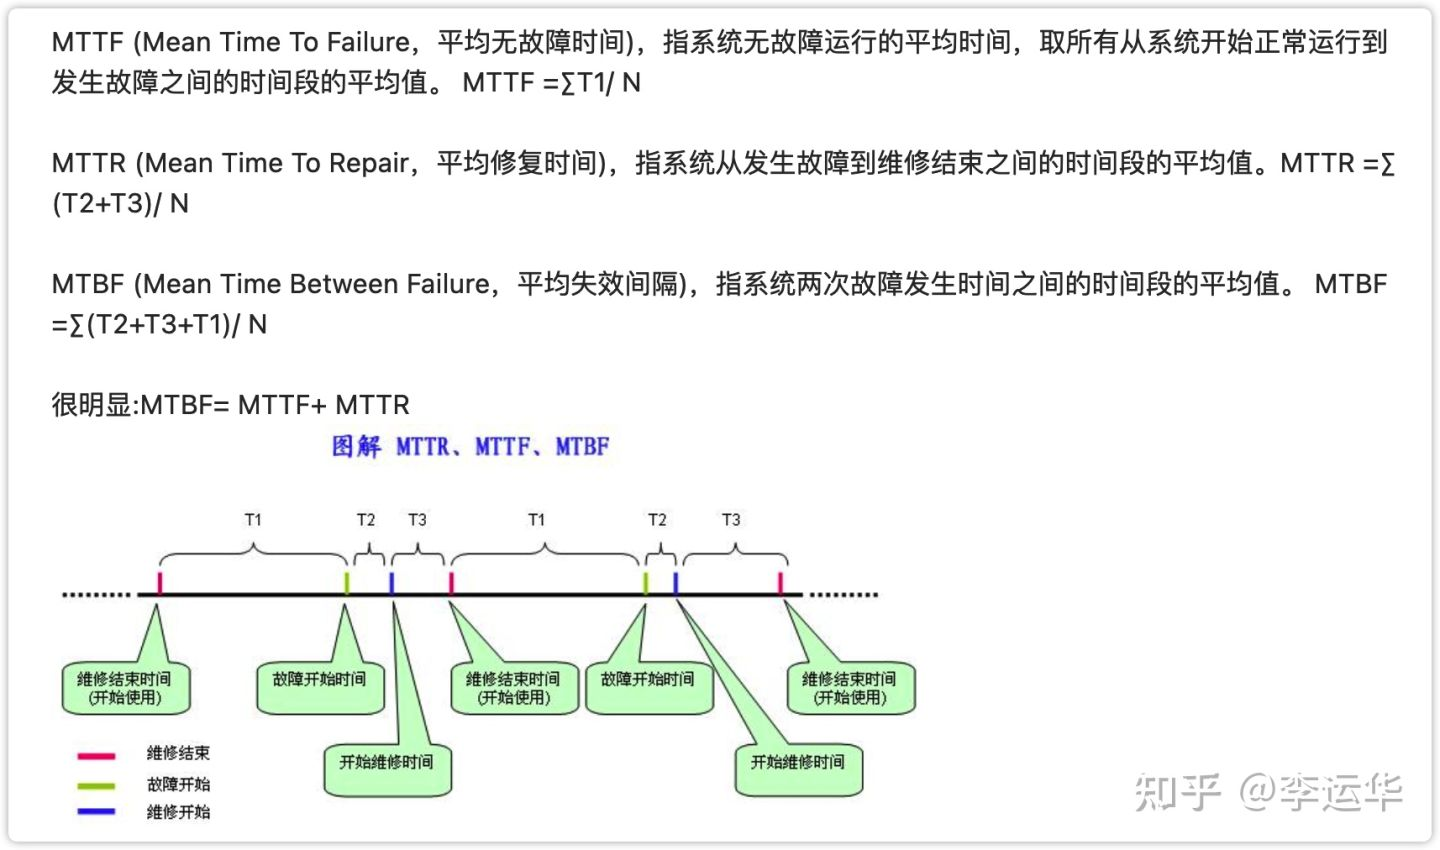 MTTF (Mean Time To Failure，平均无故障时间)，指系统无故障运行的平均时间，取所有从系统开始正常运行到
发生故障之间的时间段的平均值。 MTTF =∑T1/ N
MTTR (Mean Time To Repair，平均修复时间)，指系统从发生故障到维修结束之间的时间段的平均值。MTTR =∑
(T2+T3)/ N
MTBF (Mean Time Between Failure，平均失效间隔)，指系统两次故障发生时间之间的时间段的平均值。 MTBF
=∑(T2+T3+T1)/ N
很明显:MTBF= MTTF+ MTTR
图解 MTTR、MTTF、MTBF
T1 T2 T3 T1 T2 T3
维修结束时间
(开始使用)
故障开始时间
维修结束时间
(开始使用)
故障开始时间
维修结束时间
(开始使用)
开始维修时间
开始维修时间
维修结束
故障开始
维修开始
知乎 @李运华